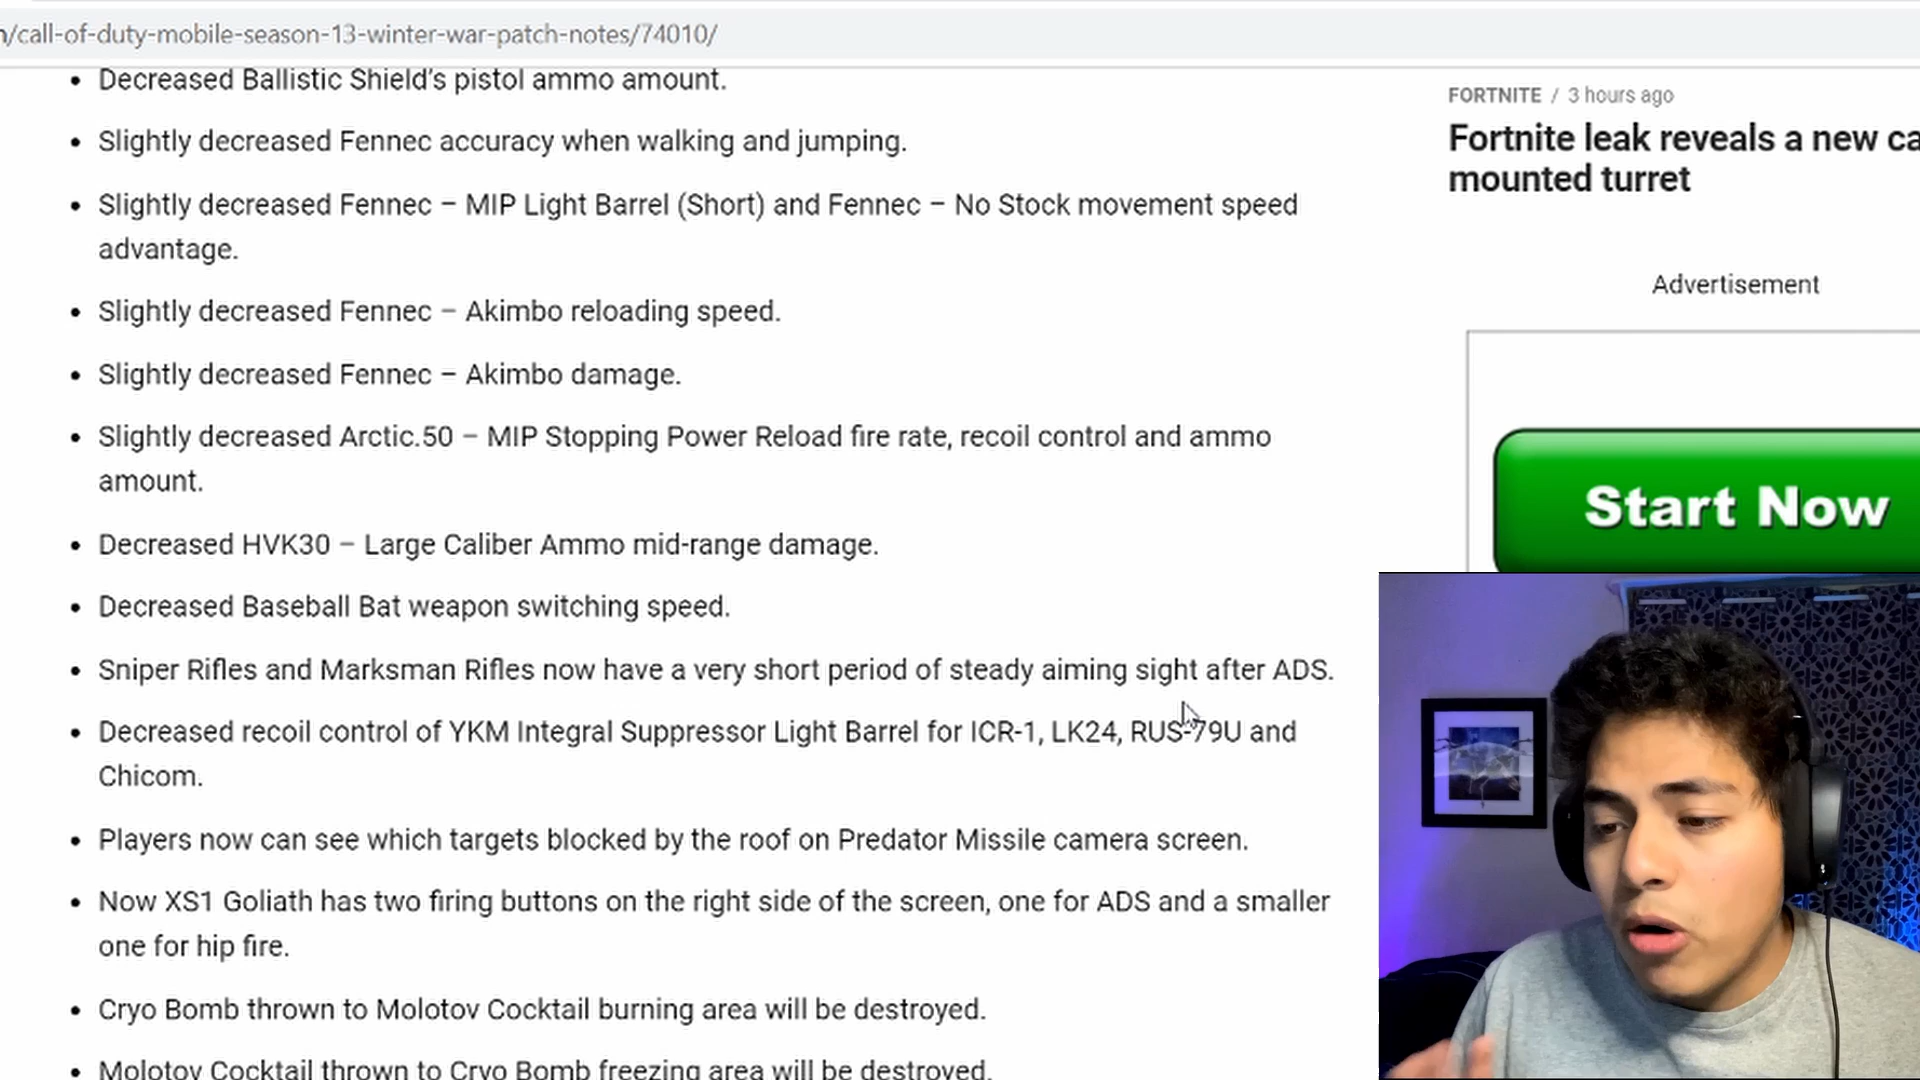 /call-of-duty-mobile-season-13-winter-war-patch-notes/74010/
• Decreased Ballistic Shield's pistol ammo amount.
• Slightly decreased Fennec accuracy when walking and jumping.
• Slightly decreased Fennec – MIP Light Barrel (Short) and Fennec – No Stock movement speed
advantage.
• Slightly decreased Fennec – Akimbo reloading speed.
• Slightly decreased Fennec – Akimbo damage.
• Slightly decreased Arctic.50 – MIP Stopping Power Reload fire rate, recoil control and ammo
amount.
• Decreased HVK30 – Large Caliber Ammo mid-range damage.
• Decreased Baseball Bat weapon switching speed.
• Sniper Rifles and Marksman Rifles now have a very short period of steady aiming sight after ADS.
• Decreased recoil control of YKM Integral Suppressor Light Barrel for ICR-1, LK24, RUS-79U and
Chicom.
• Players now can see which targets blocked by the roof on Predator Missile camera screen.
• Now XS1 Goliath has two firing buttons on the right side of the screen, one for ADS and a smaller
one for hip fire.
• Cryo Bomb thrown to Molotov Cocktail burning area will be destroyed.
• Molotov Cocktail thrown to Cryo Bomb freezing area will be destroyed.
FORTNITE / 3 hours ago
Fortnite leak reveals a new
mounted turret
Advertisement
Start Now